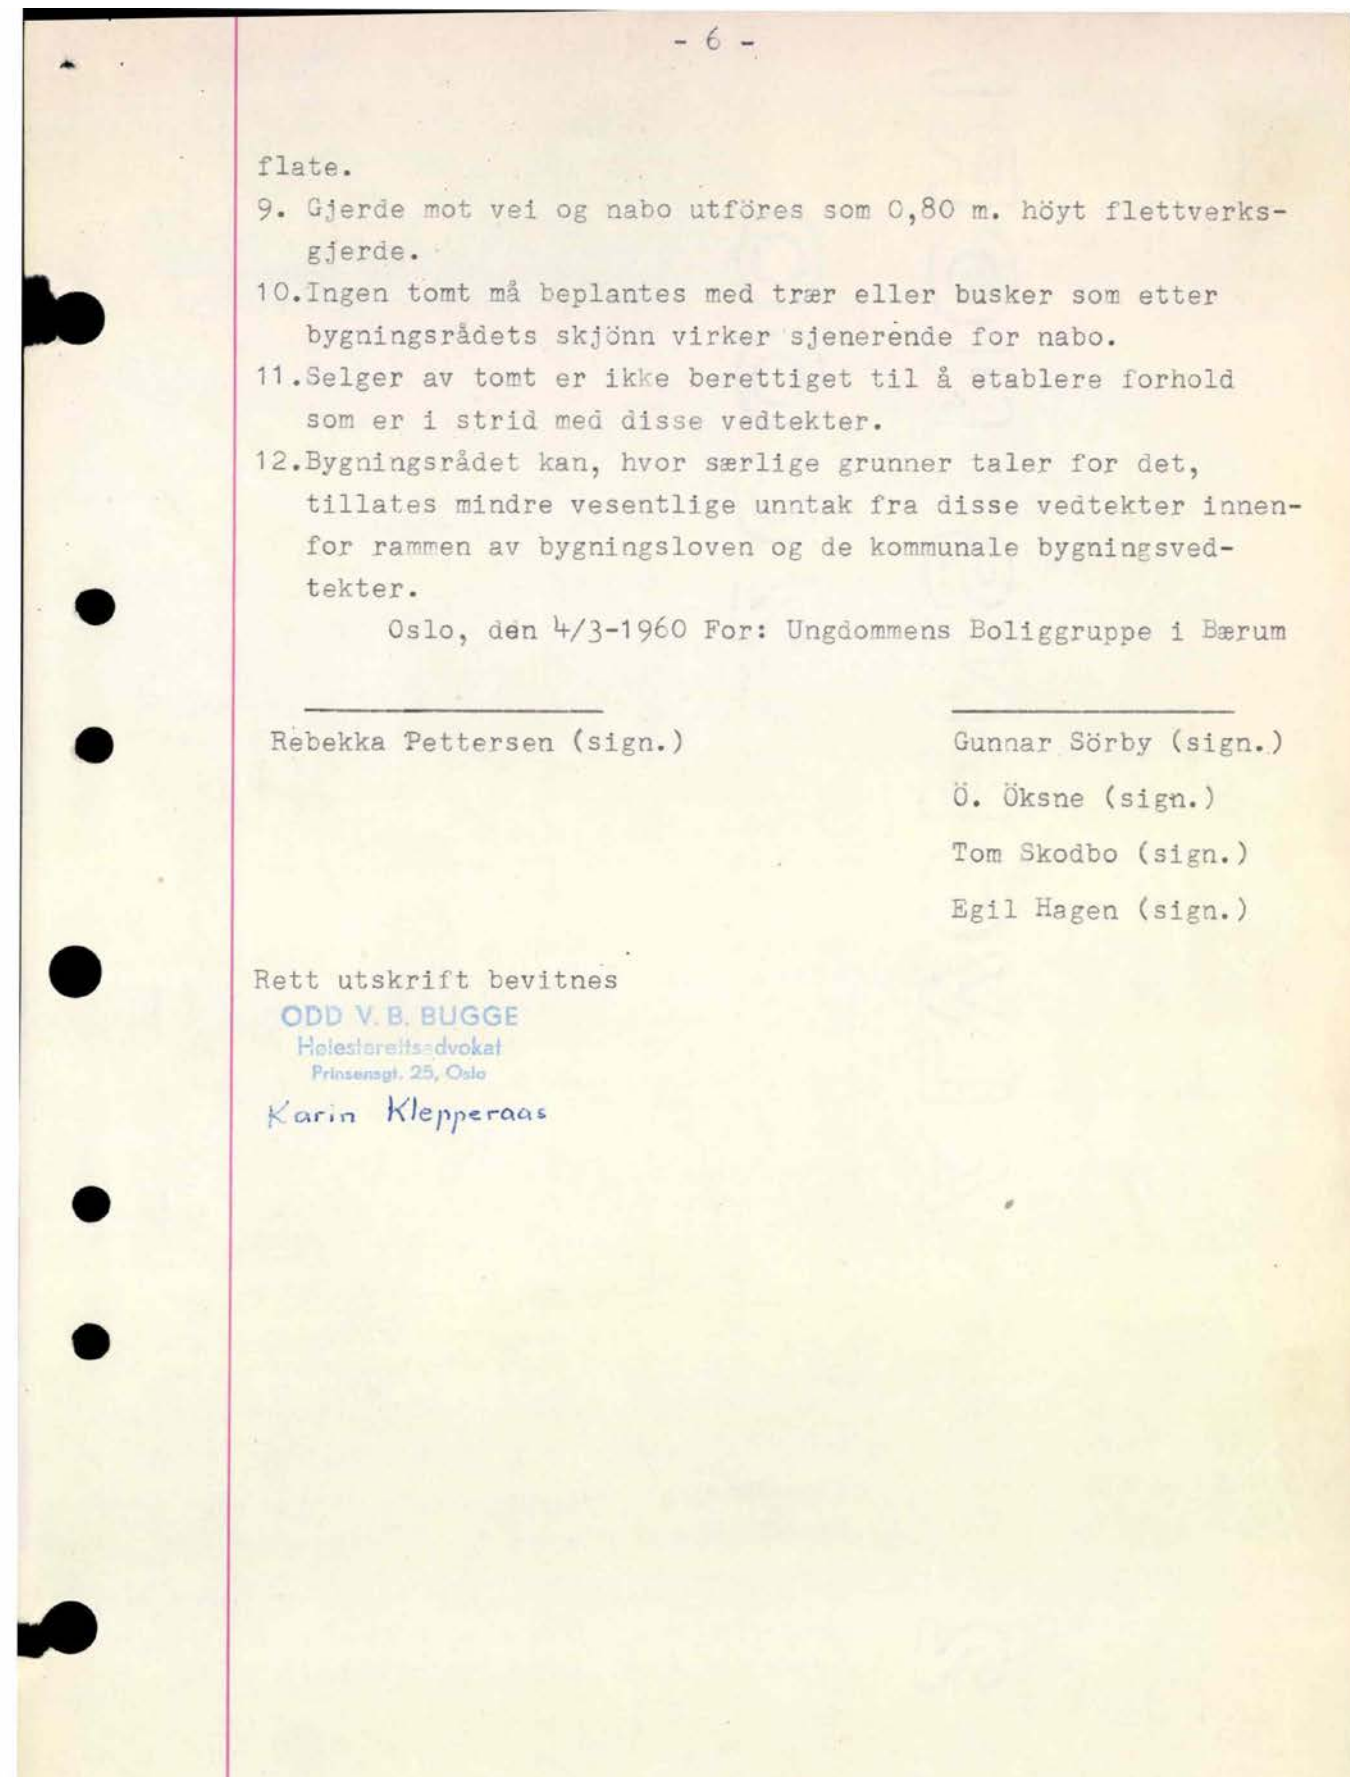 - 6 -
flate.
9. Gjerde mot vei og nabo utföres som 0,80 m. höyt flettverks-
gjerde.
10.Ingen tomt må beplantes med trær eller busker som etter
bygningsrådets skjönn virker sjenerende for nabo.
11.Selger av tomt er ikke berettiget til å etablere forhold
som er i strid med disse vedtekter.
12.Bygningsrådet kan, hvor særlige grunner taler for det,
tillates mindre vesentlige unntak fra disse vedtekter innen-
for rammen av bygningsloven og de kommunale bygningsved-
tekter.
Oslo, den 4/3-1960 For: Ungdommens Boliggruppe i Bærum
Rebekka Pettersen (sign.) Gunnar Sörby (sign.)
Ö. Öksne (sign.)
Tom Skodbo (sign.)
Egil Hagen (sign.)
Rett utskrift bevitnes
ODD V. B. BUGGE
Høiesterettsadvokat
Prinsensgt. 25, Oslo
Karin Klepperaas